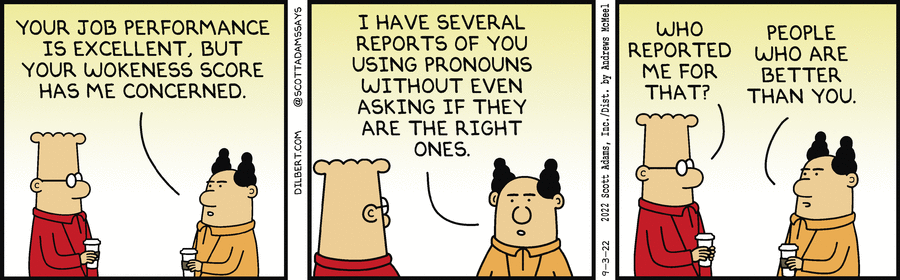 YOUR JOB PERFORMANCE
IS EXCELLENT, BUT
YOUR WOKENESS SCORE
HAS ME CONCERNED.
DILBERT.COM @SCOTTADAMSSAYS
I HAVE SEVERAL
REPORTS OF YOU
USING PRONOUNS
WITHOUT EVEN
ASKING IF THEY
ARE THE RIGHT
ONES.
9-3-22 2022 Scott Adams, Inc./Dist. by Andrews McMeel
WHO
REPORTED
ME FOR
THAT?
PEOPLE
WHO ARE
BETTER
THAN YOU.